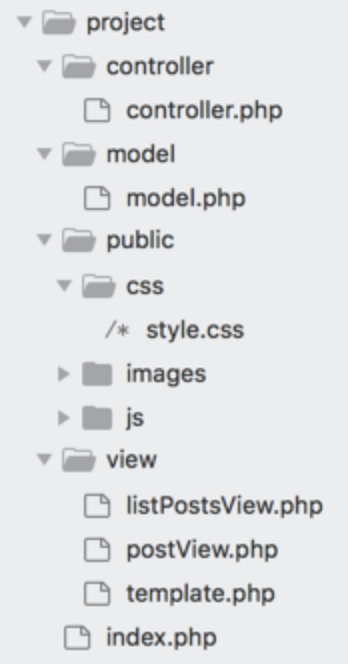 project
controller
controller.php
model
model.php
public
css
/* style.css
images
js
view
listPostsView.php
postView.php
template.php
index.php